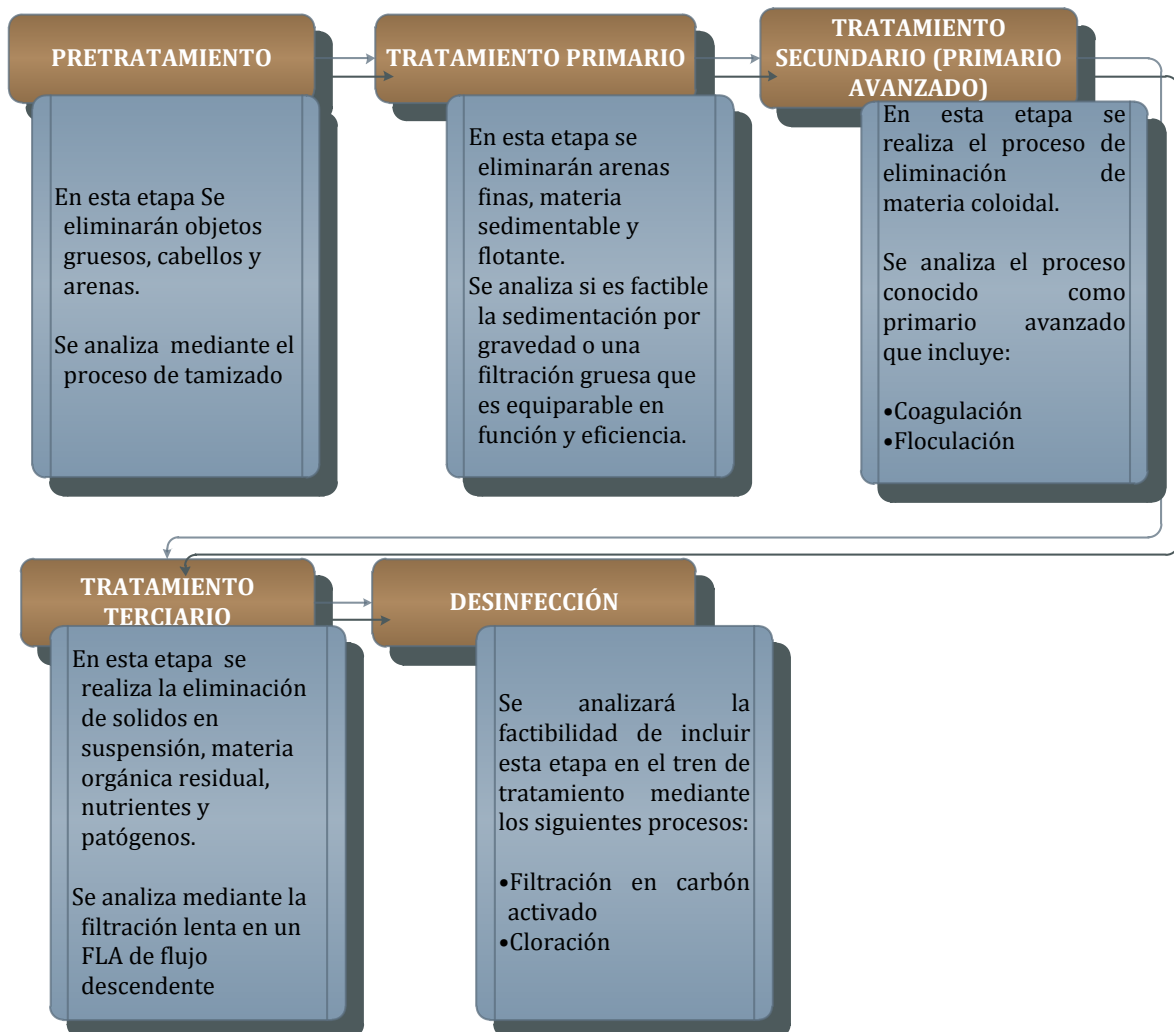 PRETRATAMIENTO
En esta etapa Se
eliminarán objetos
gruesos, cabellos y
arenas.
Se analiza mediante el
proceso de tamizado
TRATAMIENTO PRIMARIO
En esta etapa se
eliminarán arenas
finas, materia
sedimentable y
flotante.
Se analiza si es factible
la sedimentación por
gravedad o una
filtración gruesa que
es equiparable en
función y eficiencia.
TRATAMIENTO
SECUNDARIO (PRIMARIO
AVANZADO)
En esta etapa se
realiza el proceso de
eliminación de
materia coloidal.
Se analiza el proceso
conocido como
primario avanzado
que incluye:
•Coagulación
•Floculación
TRATAMIENTO
TERCIARIO
En esta etapa se
realiza la eliminación
de solidos en
suspensión, materia
orgánica residual,
nutrientes y
patógenos.
Se analiza mediante la
filtración lenta en un
FLA de flujo
descendente
DESINFECCIÓN
Se analizará la
factibilidad de incluir
esta etapa en el tren de
tratamiento mediante
los siguientes procesos:
•Filtración en carbón
activado
•Cloración